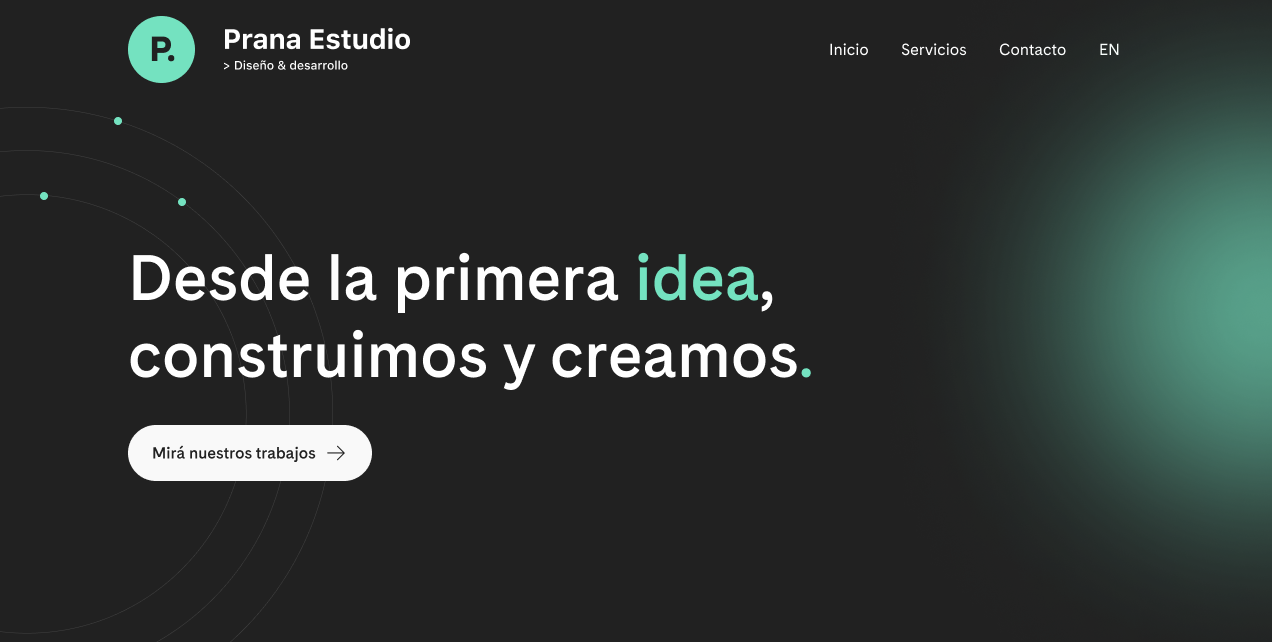 P.
Prana Estudio
> Diseño & desarrollo
Inicio Servicios Contacto EN
Desde la primera idea,
construimos y creamos.
Mirá nuestros trabajos →